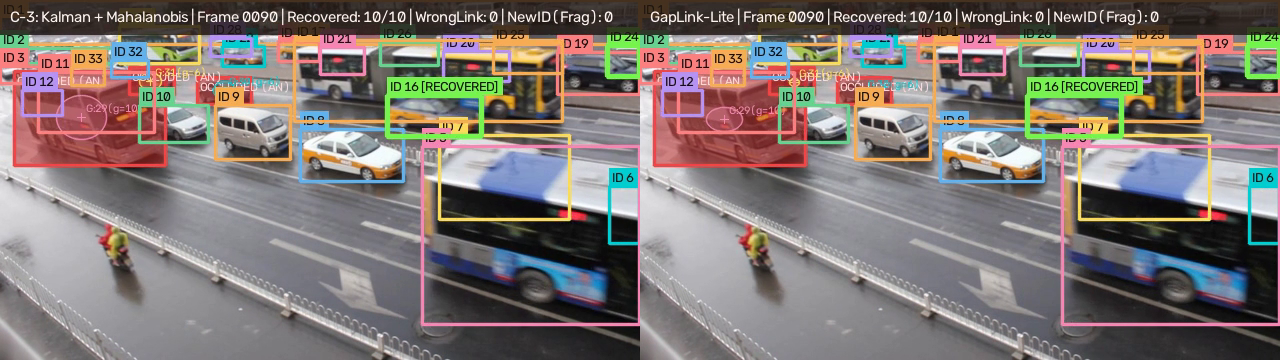 C-3: Kalman + Mahalanobis | Frame 0090 | Recovered: 10/10 | WrongLink: 0 | NewID(Frag): 0
ID 2
ID 3
ID 11
ID 33
ID 32
ID 12
ID 10
ID 9
ID 8
ID 21
ID 20
ID 25
D 19
ID 24
ID 16 [RECOVERED]
ID 7
ID 6
OCCLUDED (AN)
G:29(g=10)
GapLink-Lite | Frame 0090 | Recovered: 10/10 | WrongLink: 0 | NewID(Frag): 0
ID 2
ID 3
ID 11
ID 33
ID 32
ID 12
ID 10
ID 9
ID 8
ID 21
ID 20
ID 25
D 19
ID 24
ID 16 [RECOVERED]
ID 7
ID 6
OCCLUDED (AN)
G:29(g=10)